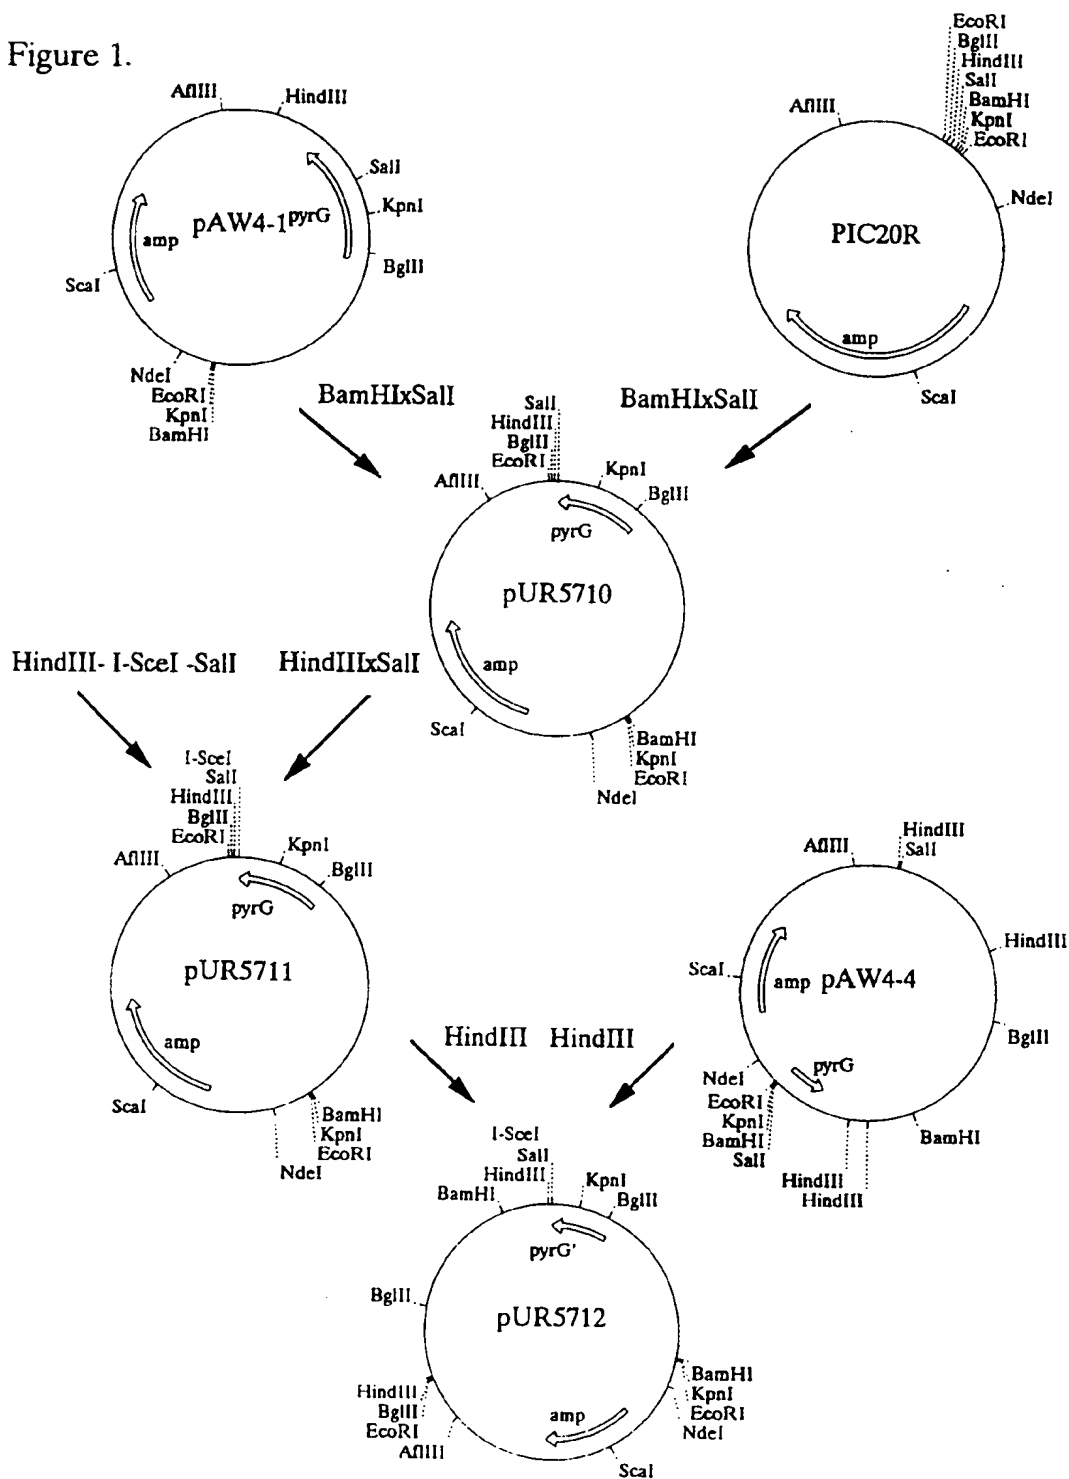 Figure 1.
AflIII
HindIII
SalI
KpnI
BglII
pyrG
pAW4-1
amp
ScaI
NdeI
EcoRI
KpnI
BamHI
EcoRI
BglII
HindIII
SalI
BamHI
KpnI
EcoRI
AflIII
NdeI
PIC20R
amp
ScaI
BamHIxSalI
BamHIxSalI
SalI
HindIII
BglII
EcoRI
AflIII
KpnI
BglII
pyrG
pUR5710
amp
ScaI
BamHI
KpnI
EcoRI
NdeI
HindIII- I-SceI -SalI
HindIIIxSalI
I-SceI
SalI
HindIII
BglII
EcoRI
AflIII
KpnI
BglII
pyrG
pUR5711
amp
ScaI
BamHI
KpnI
EcoRI
NdeI
HindIII
SalI
AflIII
HindIII
ScaI
amp
pAW4-4
BglII
pyrG
NdeI
EcoRI
KpnI
BamHI
SalI
BamHI
HindIII
HindIII
HindIII
HindIII
I-SceI
SalI
HindIII
BamHI
KpnI
BglII
pyrG'
BglII
pUR5712
HindIII
BglII
EcoRI
AflIII
amp
BamHI
KpnI
EcoRI
NdeI
ScaI